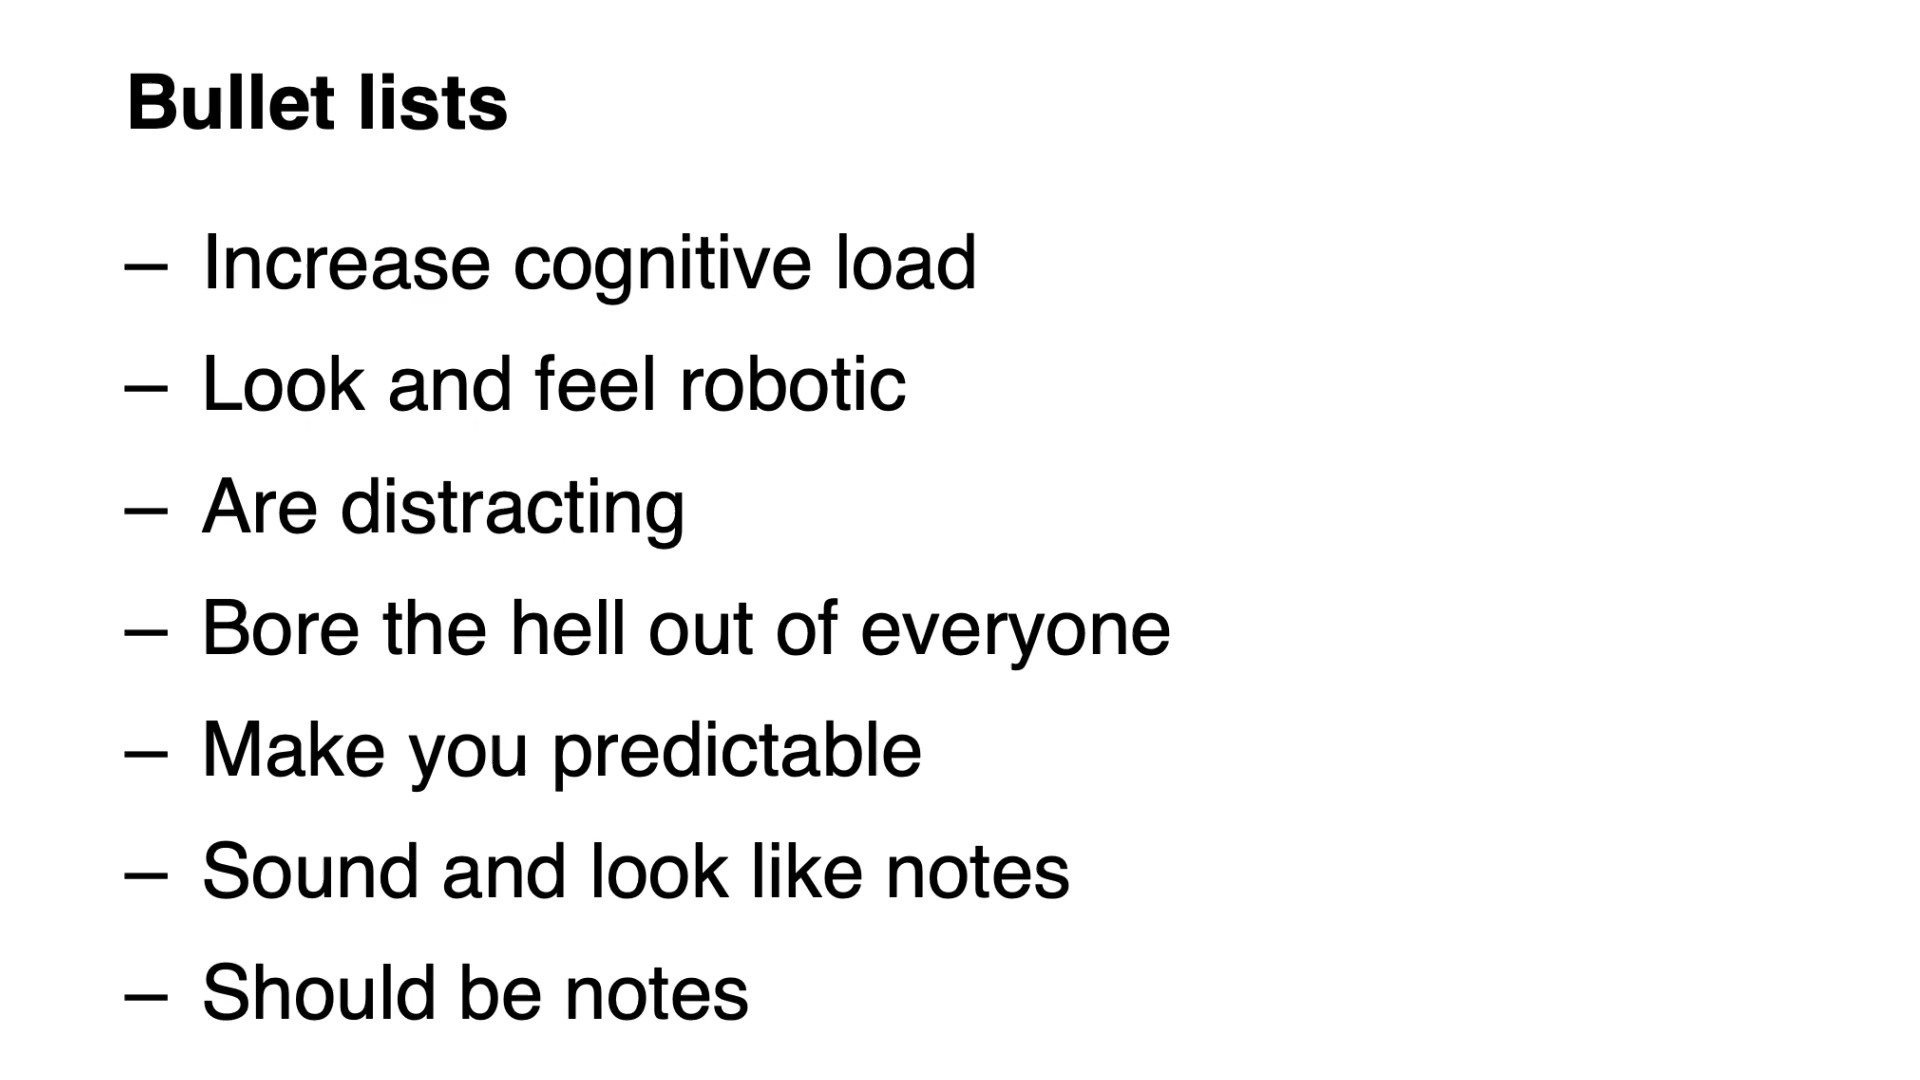 Bullet lists
– Increase cognitive load
– Look and feel robotic
– Are distracting
– Bore the hell out of everyone
– Make you predictable
– Sound and look like notes
– Should be notes